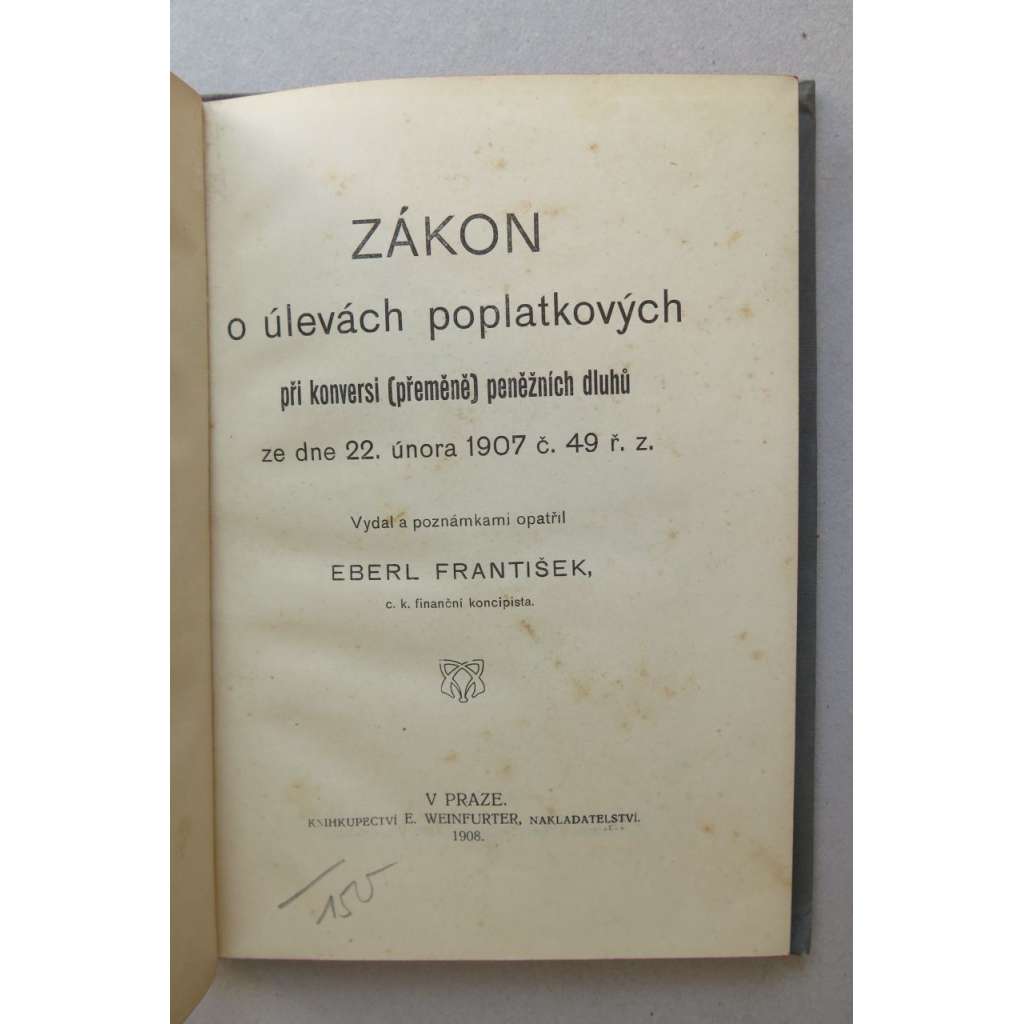 ZÁKON
o úlevách poplatkových
při konversi (přeměně) peněžních dluhů
ze dne 22. února 1907 č. 49 ř. z.
Vydal a poznámkami opatřil
EBERL FRANTIŠEK,
c. k. finanční koncipista.
V PRAZE.
KNIHKUPECTVÍ E. WEINFURTER, NAKLADATELSTVÍ.
1908.